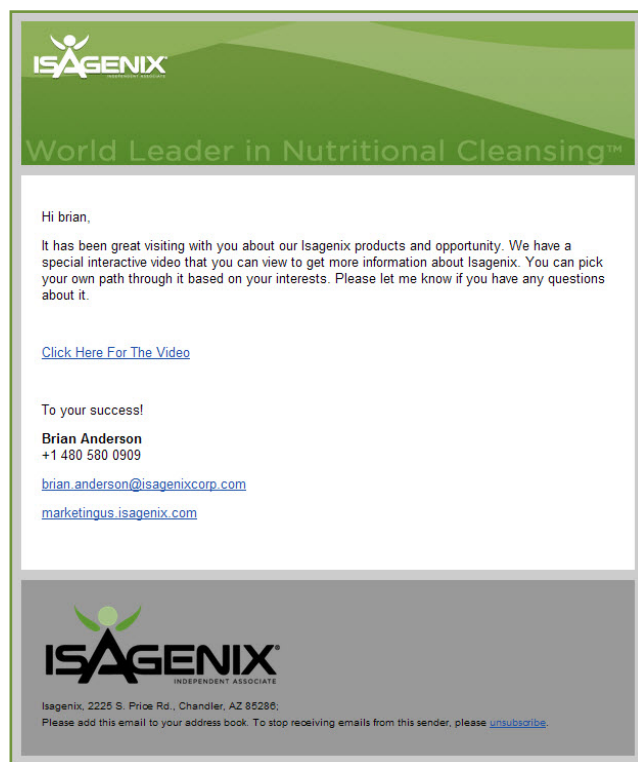 ISAGENIX
INDEPENDENT ASSOCIATE
World Leader in Nutritional Cleansing™
Hi brian,
It has been great visiting with you about our Isagenix products and opportunity. We have a
special interactive video that you can view to get more information about Isagenix. You can pick
your own path through it based on your interests. Please let me know if you have any questions
about it.
Click Here For The Video
To your success!
Brian Anderson
+1 480 580 0909
brian.anderson@isagenixcorp.com
marketingus.isagenix.com
ISAGENIX®
INDEPENDENT ASSOCIATE
Isagenix, 2225 S. Price Rd., Chandler, AZ 85286;
Please add this email to your address book. To stop receiving emails from this sender, please unsubscribe.